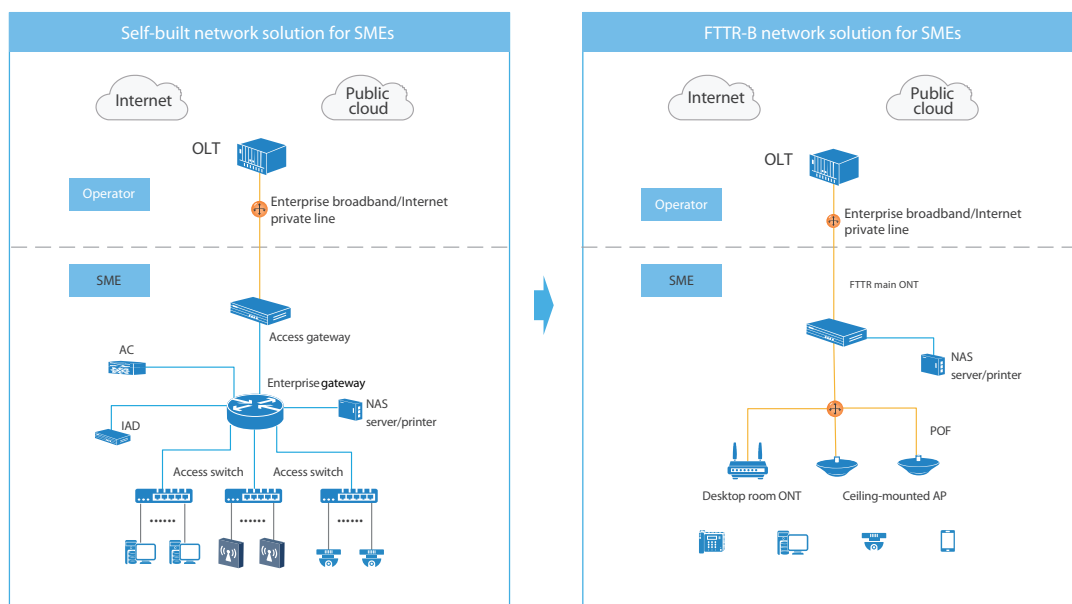 Self-built network solution for SMEs
Internet
Public
cloud
OLT
Operator
Enterprise broadband/Internet
private line
SME
Access gateway
AC
Enterprise gateway
NAS
server/printer
IAD
Access switch
Access switch
......
......
......
FTTR-B network solution for SMEs
Internet
Public
cloud
OLT
Operator
Enterprise broadband/Internet
private line
SME
FTTR main ONT
NAS
server/printer
POF
Desktop room ONT
Ceiling-mounted AP